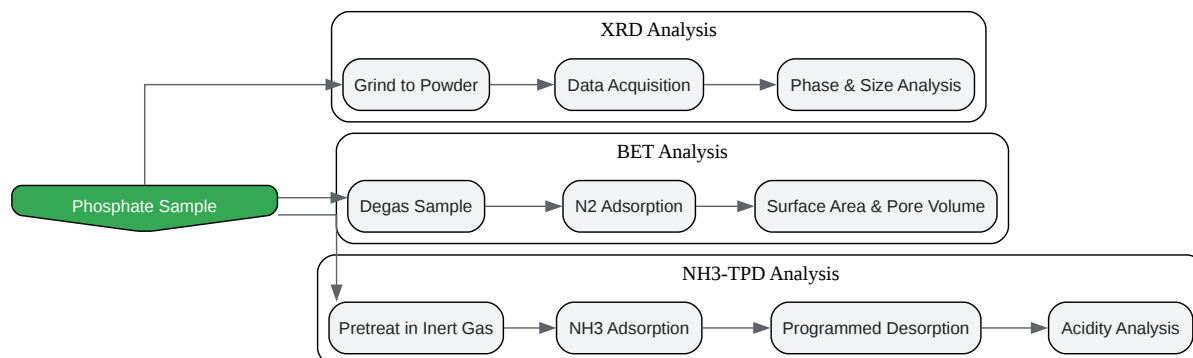 XRD Analysis
Grind to Powder
Data Acquisition
Phase & Size Analysis
BET Analysis
Phosphate Sample
Degas Sample
N2 Adsorption
Surface Area & Pore Volume
NH3-TPD Analysis
Pretreat in Inert Gas
NH3 Adsorption
Programmed Desorption
Acidity Analysis